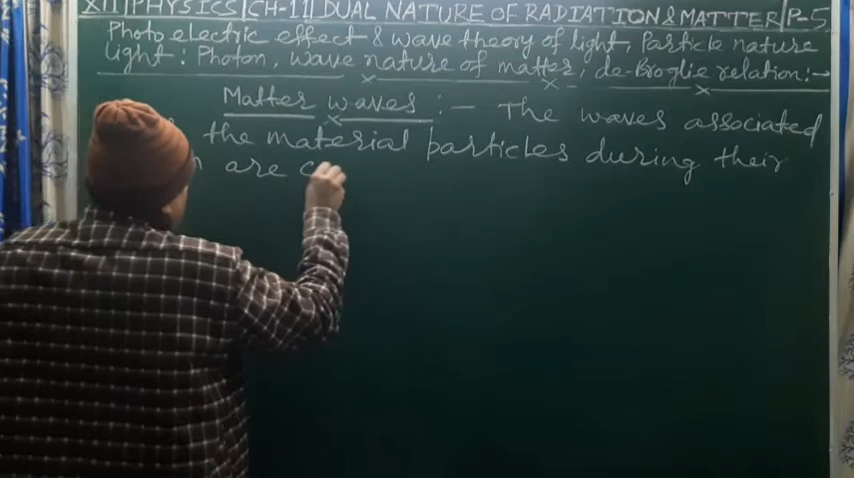 XII | PHYSICS | CH-11 | DUAL NATURE OF RADIATION & MATTER | P-5
Photo electric effect & wave theory of light, Particle nature
light : Photon, wave nature of matter, de-Broglie relation :→
Matter waves :— The waves associated
the material particles during their
are